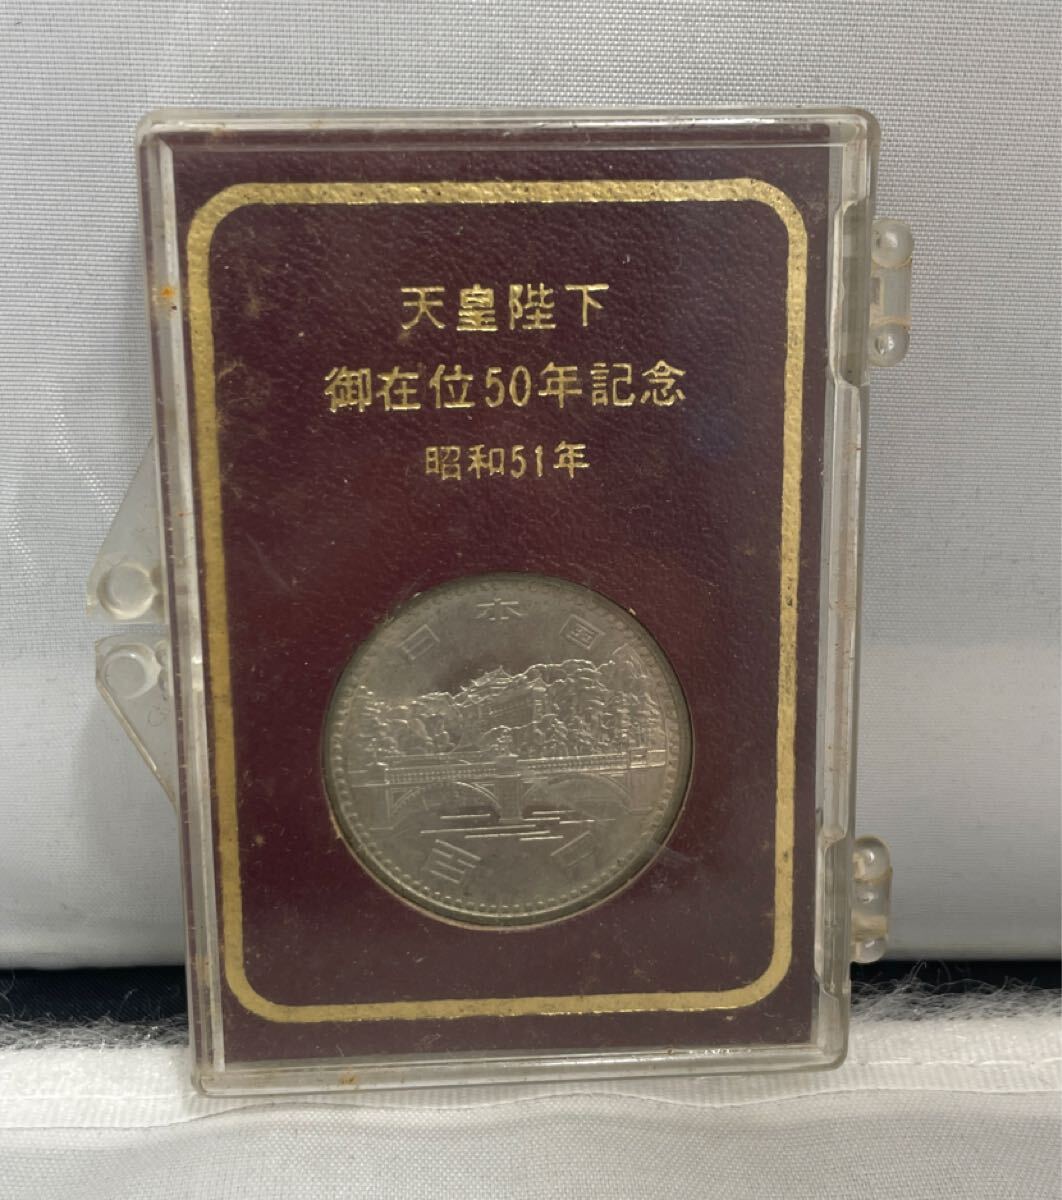 天皇陛下
御在位50年記念
昭和51年
日本国
百円